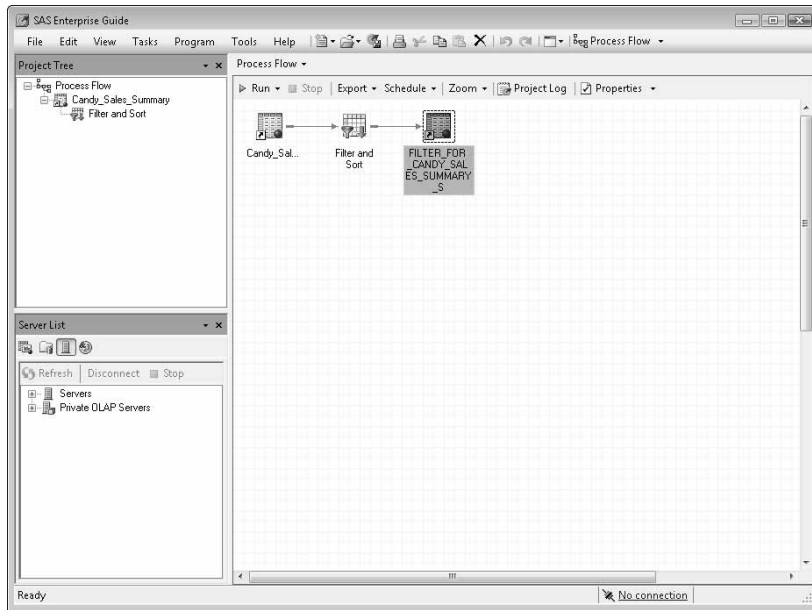 SAS Enterprise Guide
File Edit View Tasks Program Tools Help Process Flow
Project Tree
Process Flow
Candy_Sales_Summary
Filter and Sort
Process Flow
Run Stop Export Schedule Zoom Project Log Properties
Candy_Sal...
Filter and
Sort
FILTER_FOR
_CANDY_SAL
ES_SUMMARY
_S
Server List
Refresh Disconnect Stop
Servers
Private OLAP Servers
Ready
No connection